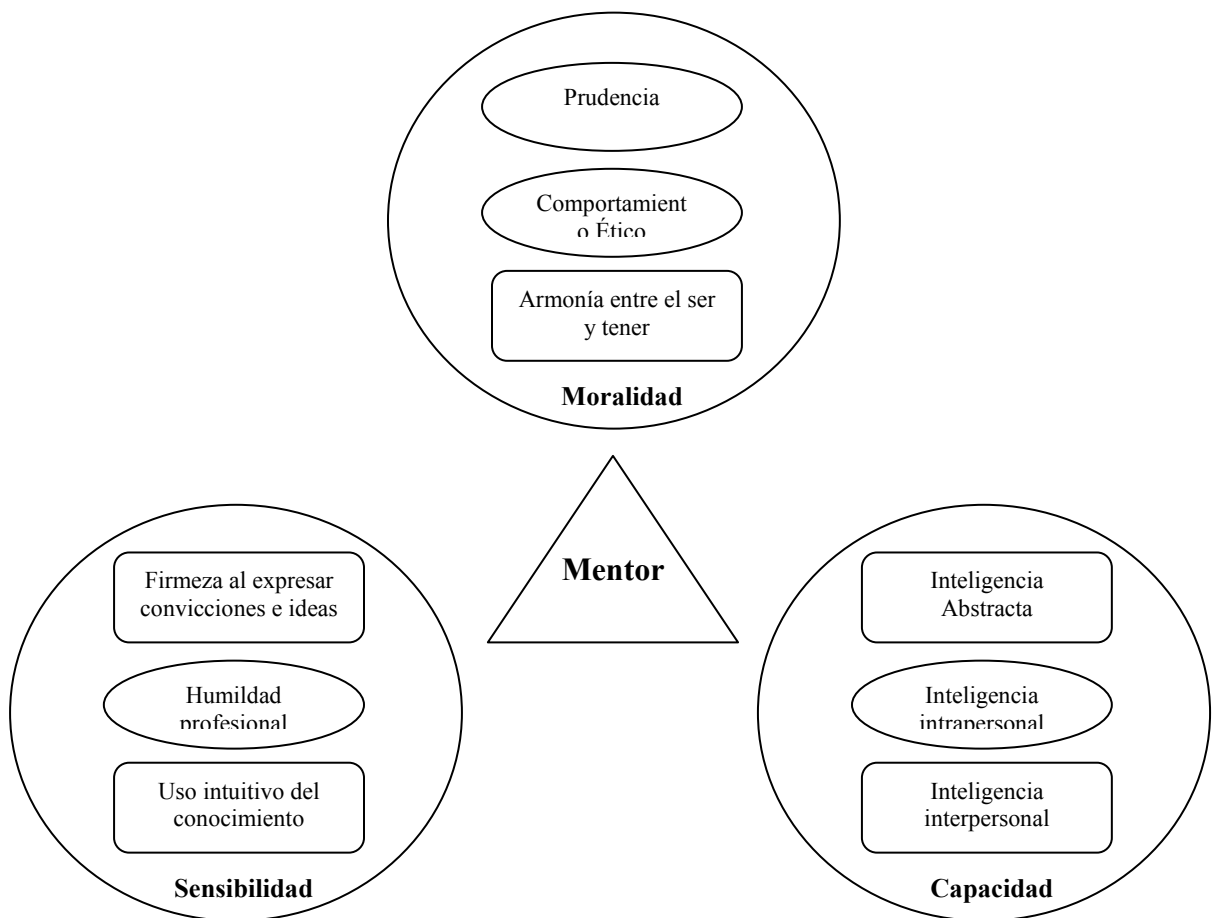 Prudencia
Comportamient
o Ético
Armonía entre el ser
y tener
Moralidad
Mentor
Firmeza al expresar
convicciones e ideas
Humildad
profesional
Uso intuitivo del
conocimiento
Sensibilidad
Inteligencia
Abstracta
Inteligencia
intrapersonal
Inteligencia
interpersonal
Capacidad